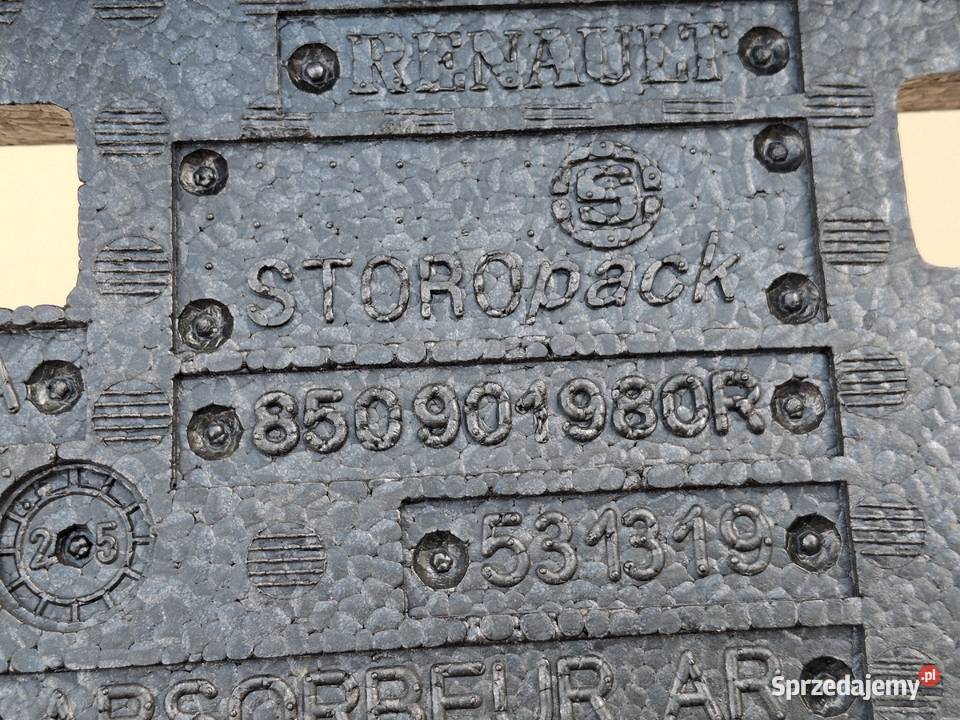 RENAULT
S
STOROpack
850901980R
25
531319
ABSORBEUR AR
Sprzedajemy.pl